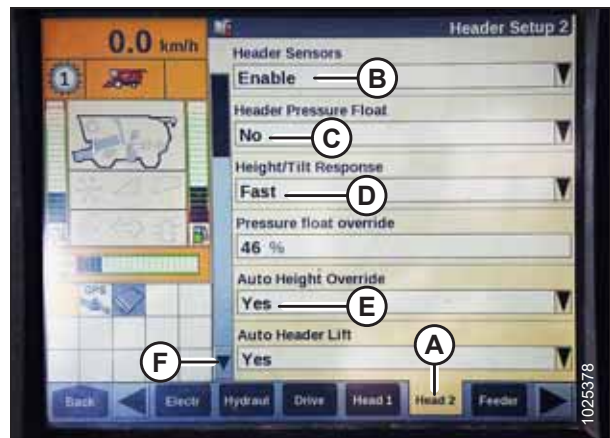 0.0 km/h
Header Setup 2
1
Header Sensors
Enable
B
Header Pressure Float
No
C
Height/Tilt Response
Fast
D
Pressure float override
46 %
Auto Height Override
Yes
E
GPS
Auto Header Lift
Yes
F
A
Back
Electr
Hydraul
Drive
Head 1
Head 2
Feeder
1025378